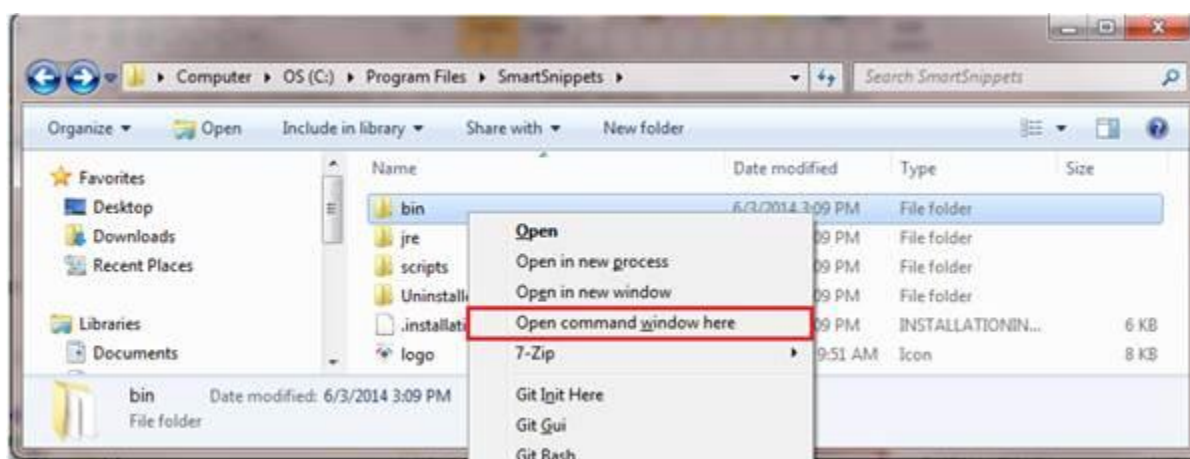 Computer OS (C:) Program Files SmartSnippets Search SmartSnippets
Organize Open Include in library Share with New folder
Favorites
Desktop
Downloads
Recent Places
Libraries
Documents
Name Date modified Type Size
bin 6/3/2014 3:09 PM File folder
jre 09 PM File folder
scripts 09 PM File folder
Uninstalle 09 PM File folder
.installati 09 PM INSTALLATIONIN... 6 KB
logo 9:51 AM Icon 8 KB
Open
Open in new process
Open in new window
Open command window here
7-Zip
Git Init Here
Git Gui
Git Bash
bin Date modified: 6/3/2014 3:09 PM
File folder